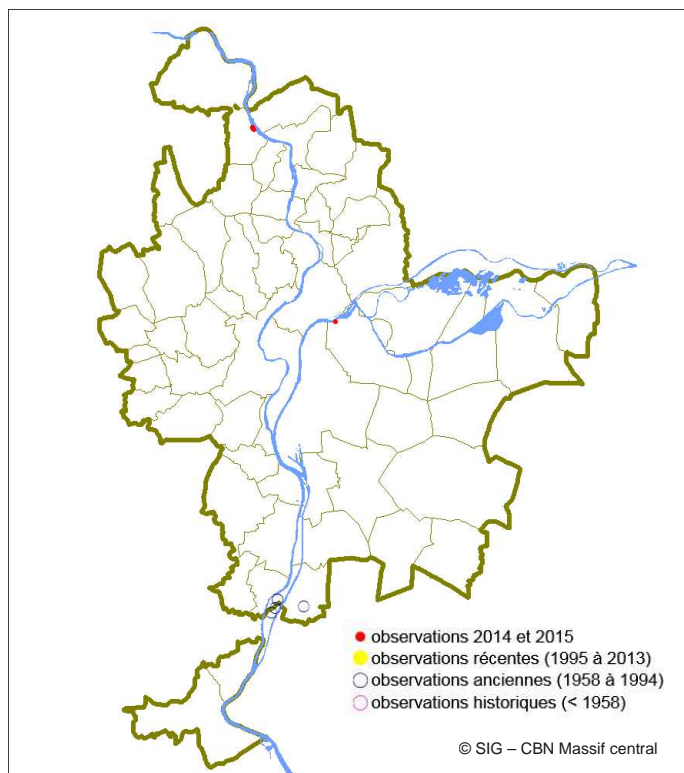 observations 2014 et 2015
observations récentes (1995 à 2013)
observations anciennes (1958 à 1994)
observations historiques (< 1958)
© SIG – CBN Massif central